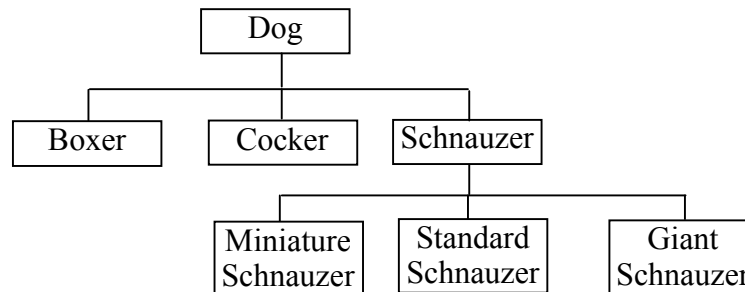 Dog
Boxer
Cocker
Schnauzer
Miniature
Schnauzer
Standard
Schnauzer
Giant
Schnauzer